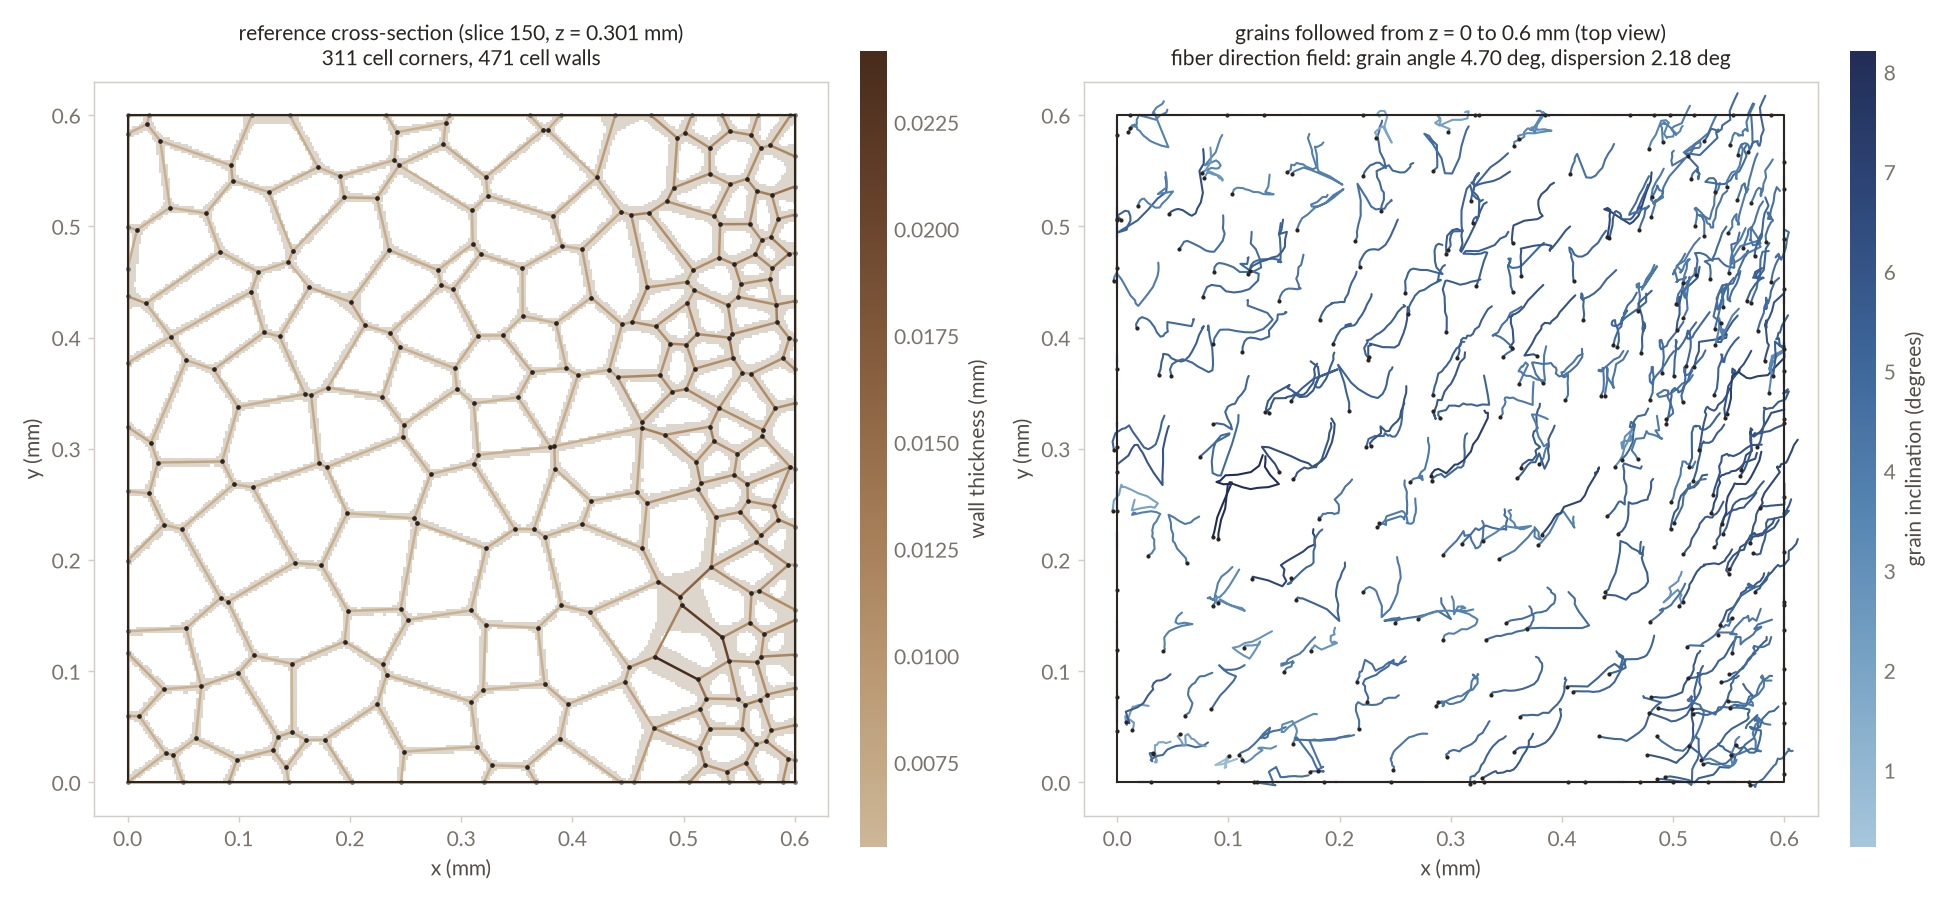 reference cross-section (slice 150, z = 0.301 mm)
311 cell corners, 471 cell walls
0.6
0.5
0.4
0.3
0.2
0.1
0.0
y (mm)
0.0 0.1 0.2 0.3 0.4 0.5 0.6
x (mm)
0.0225
0.0200
0.0175
0.0150
0.0125
0.0100
0.0075
wall thickness (mm)
grains followed from z = 0 to 0.6 mm (top view)
fiber direction field: grain angle 4.70 deg, dispersion 2.18 deg
0.6
0.5
0.4
0.3
0.2
0.1
0.0
y (mm)
0.0 0.1 0.2 0.3 0.4 0.5 0.6
x (mm)
8
7
6
5
4
3
2
1
grain inclination (degrees)